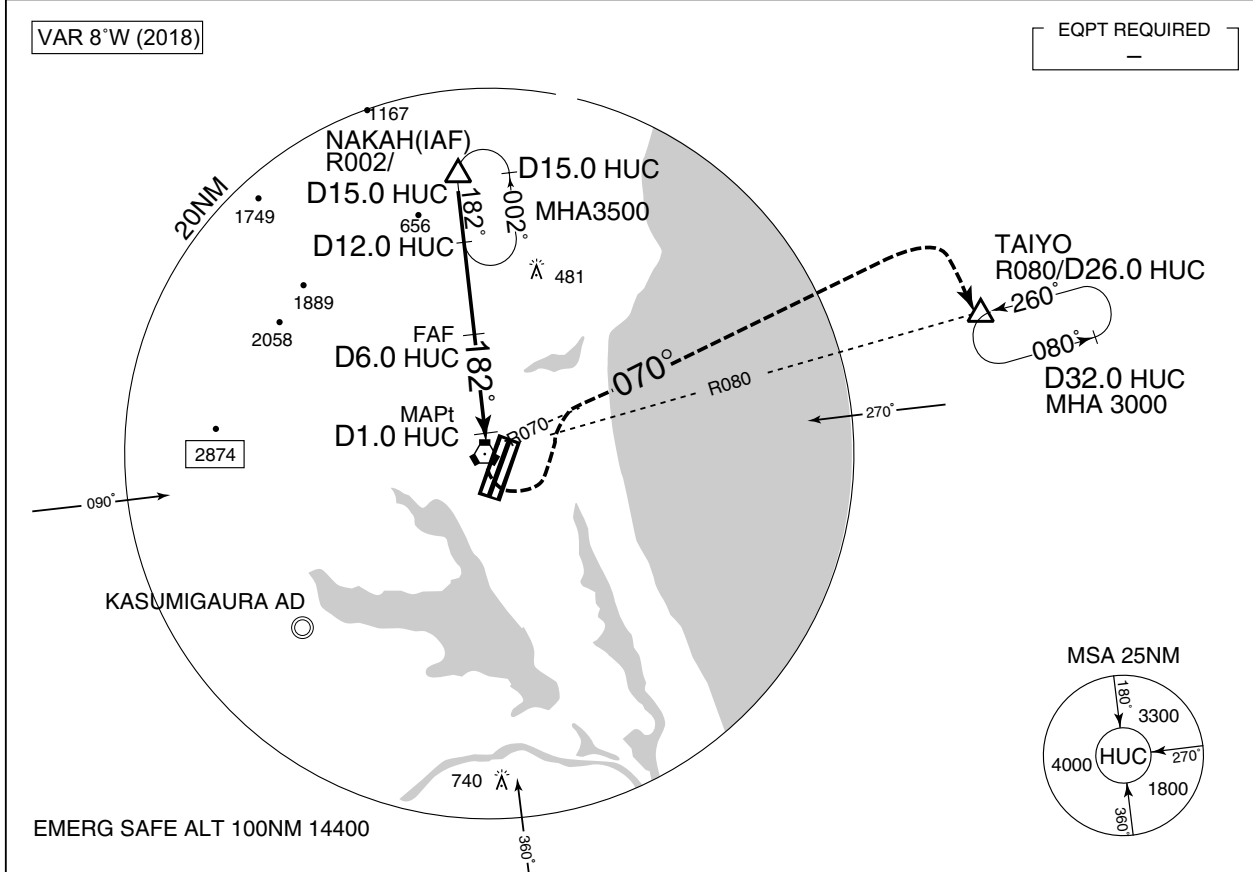 VAR 8°W (2018)
EQPT REQUIRED
–
1167
NAKAH(IAF)
R002/
D15.0 HUC
D15.0 HUC
20NM
1749
656
182°
002°
MHA3500
D12.0 HUC
481
TAIYO
R080/D26.0 HUC
260°
1889
2058
FAF
D6.0 HUC
182°
070°
080°
D32.0 HUC
MHA 3000
R080
MAPt
D1.0 HUC
R070
270°
2874
090°
KASUMIGAURA AD
MSA 25NM
180°
3300
HUC
4000
270°
1800
360°
740
EMERG SAFE ALT 100NM 14400
360°